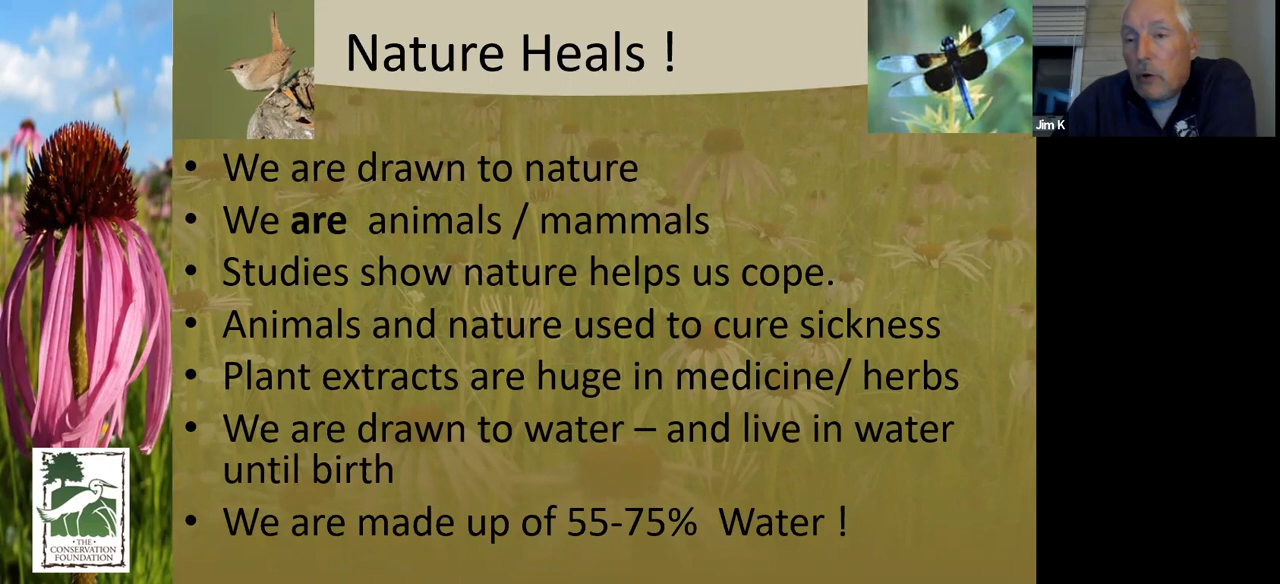 Nature Heals !
Jim K
• We are drawn to nature
• We are animals / mammals
• Studies show nature helps us cope.
• Animals and nature used to cure sickness
• Plant extracts are huge in medicine/ herbs
• We are drawn to water – and live in water
until birth
• We are made up of 55-75% Water !
• THE •
CONSERVATION
FOUNDATION